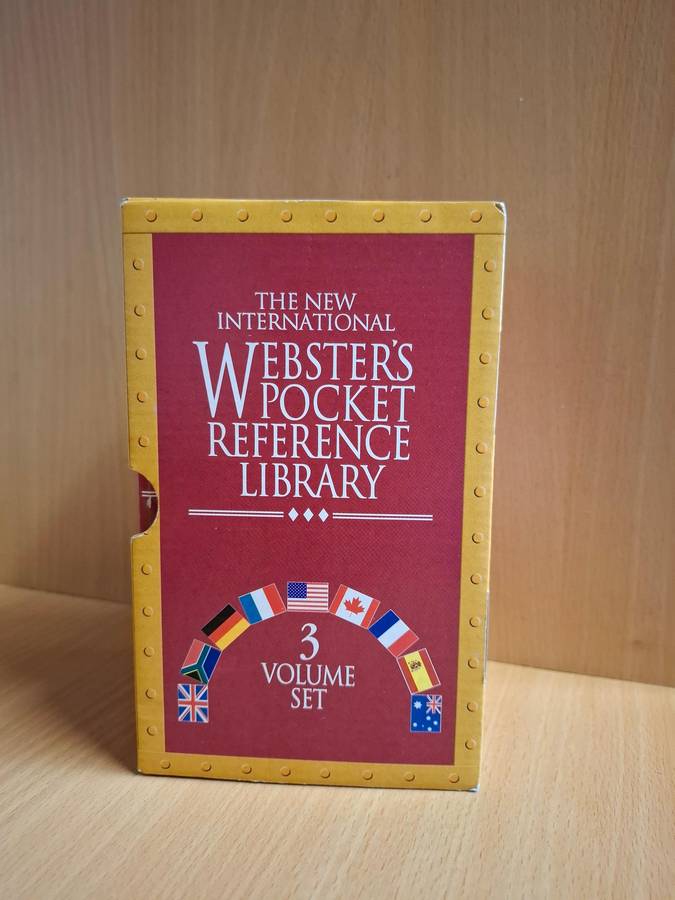 THE NEW
INTERNATIONAL
WEBSTER'S
POCKET
REFERENCE
LIBRARY
3
VOLUME
SET